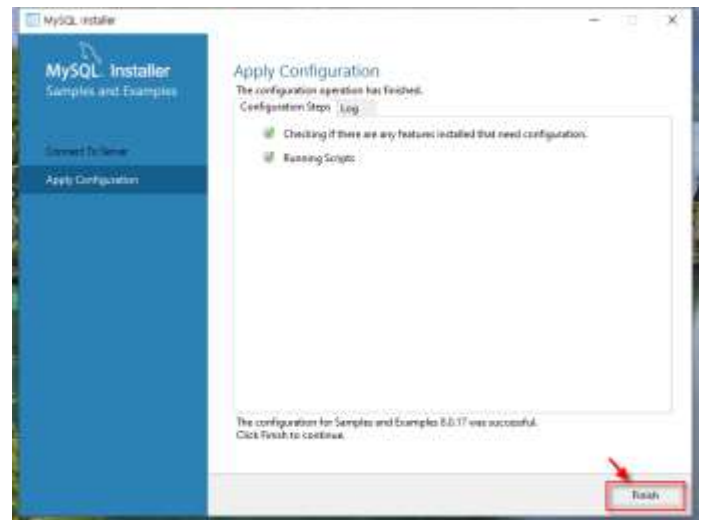 MySQL Installer
MySQL Installer
Samples and Examples
Connect To Server
Apply Configuration
Apply Configuration
The configuration operation has finished.
Configuration Steps Log
Checking if there are any features installed that need configuration.
Running Scripts
The configuration for Samples and Examples 8.0.17 was successful.
Click Finish to continue.
Finish